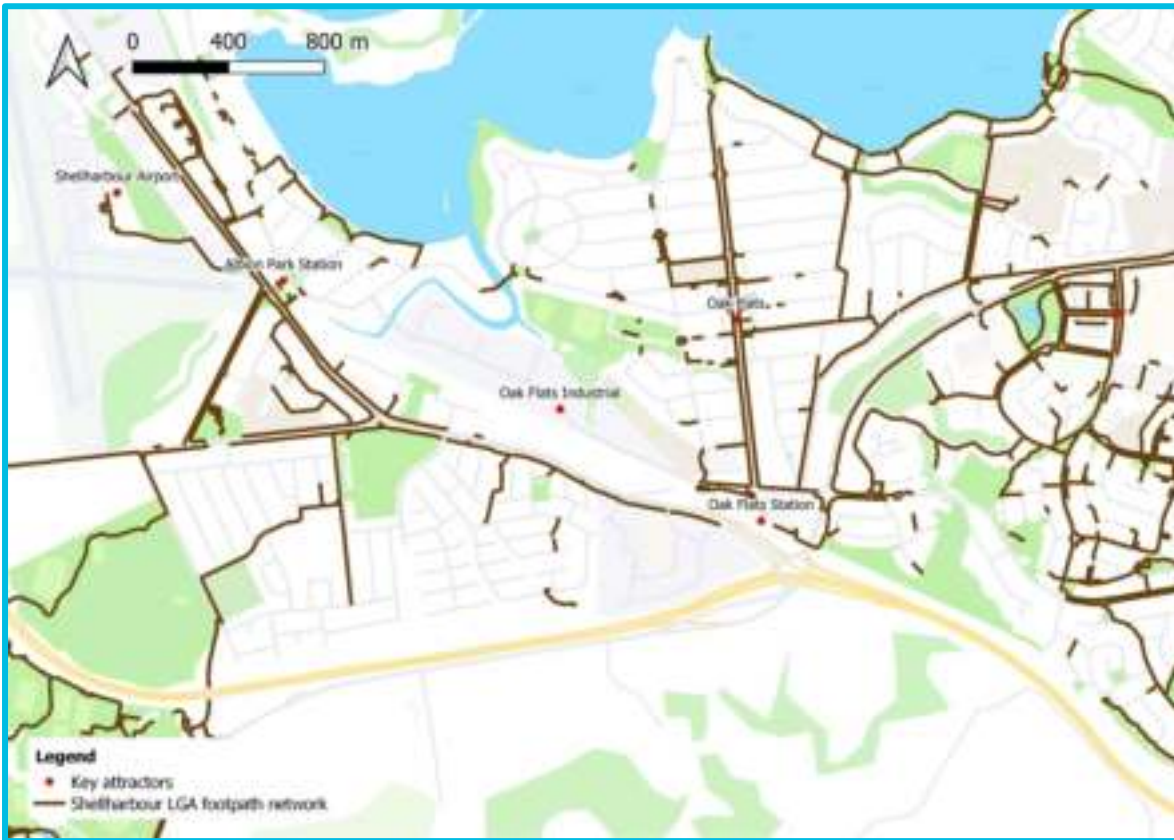 0 400 800 m
Shellharbour Airport
Albion Park Station
Oak Flats
Oak Flats Industrial
Oak Flats Station
Legend
Key attractors
Shellharbour LGA footpath network